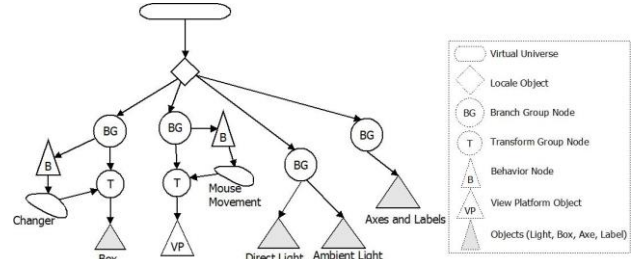 Virtual Universe
Locale Object
BG
Branch Group Node
T
Transform Group Node
B
Behavior Node
VP
View Platform Object
Objects (Light, Box, Axe, Label)
BG
BG
B
BG
BG
B
T
T
Changer
Mouse
Movement
Axes and Labels
Box
VP
Direct Light
Ambient Light